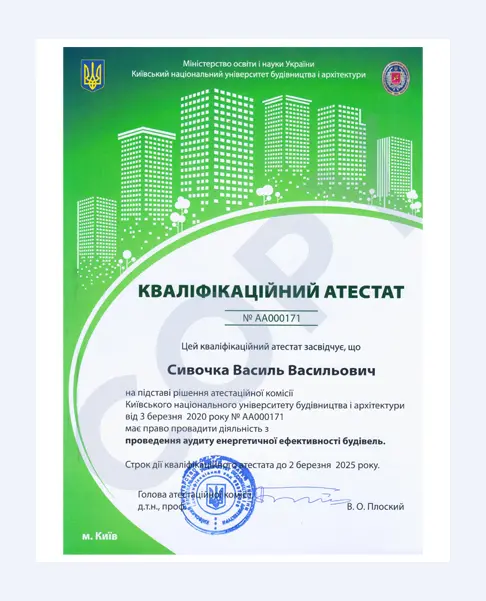 Міністерство освіти і науки України
Київський національний університет будівництва і архітектури
КВАЛІФІКАЦІЙНИЙ АТЕСТАТ
№ АА000171
Цей кваліфікаційний атестат засвідчує, що
Сивочка Василь Васильович
на підставі рішення атестаційної комісії
Київського національного університету будівництва і архітектури
від 3 березня 2020 року № АА000171
має право провадити діяльність з
проведення аудиту енергетичної ефективності будівель.
Строк дії кваліфікаційного атестата до 2 березня 2025 року.
Голова атестаційної комісії
д.т.н., проф.
В. О. Плоский
м. Київ
COPY